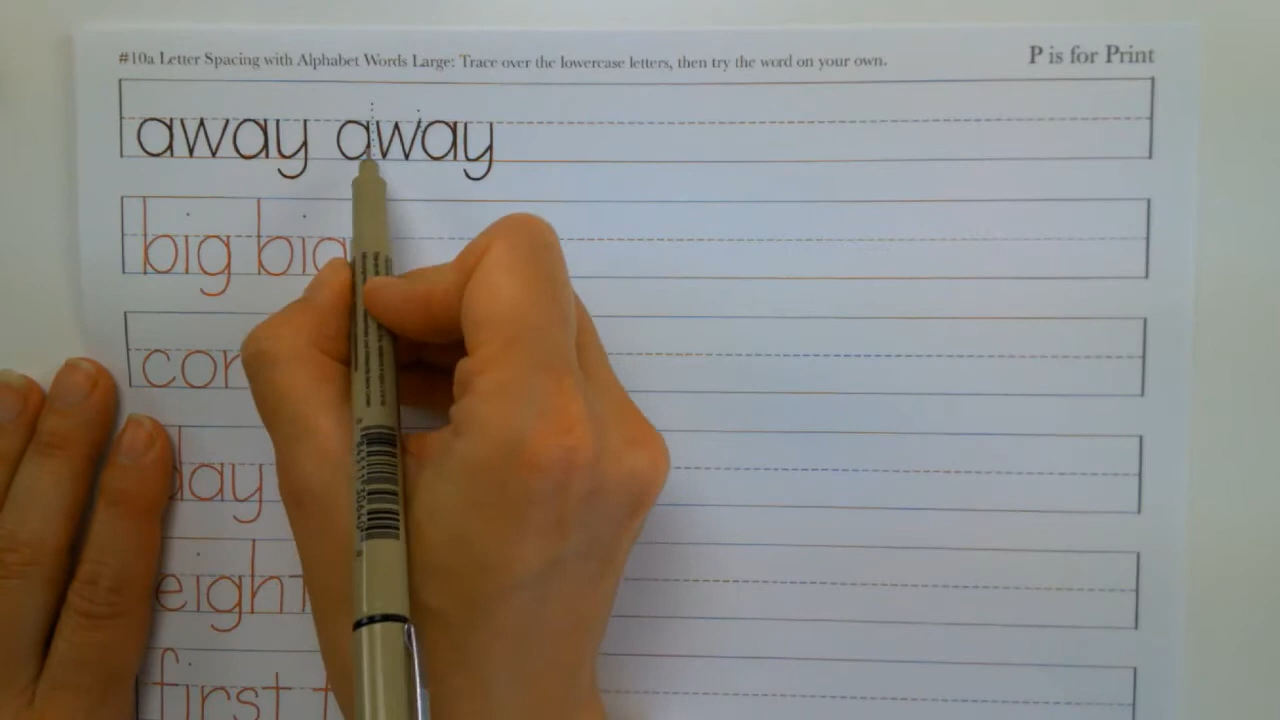 #10a Letter Spacing with Alphabet Words Large: Trace over the lowercase letters, then try the word on your own. P is for Print
away away
big big
day
eight
first